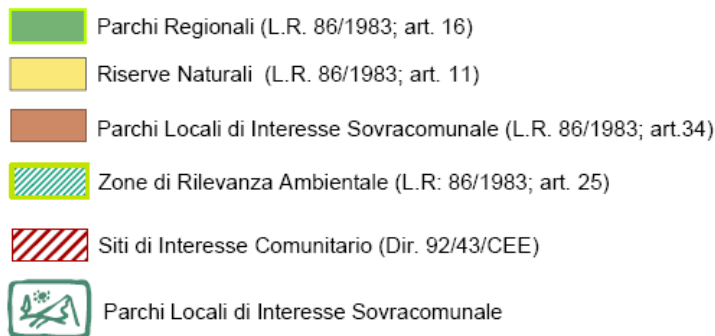 Parchi Regionali (L.R. 86/1983; art. 16)
Riserve Naturali (L.R. 86/1983; art. 11)
Parchi Locali di Interesse Sovracomunale (L.R. 86/1983; art.34)
Zone di Rilevanza Ambientale (L.R: 86/1983; art. 25)
Siti di Interesse Comunitario (Dir. 92/43/CEE)
Parchi Locali di Interesse Sovracomunale